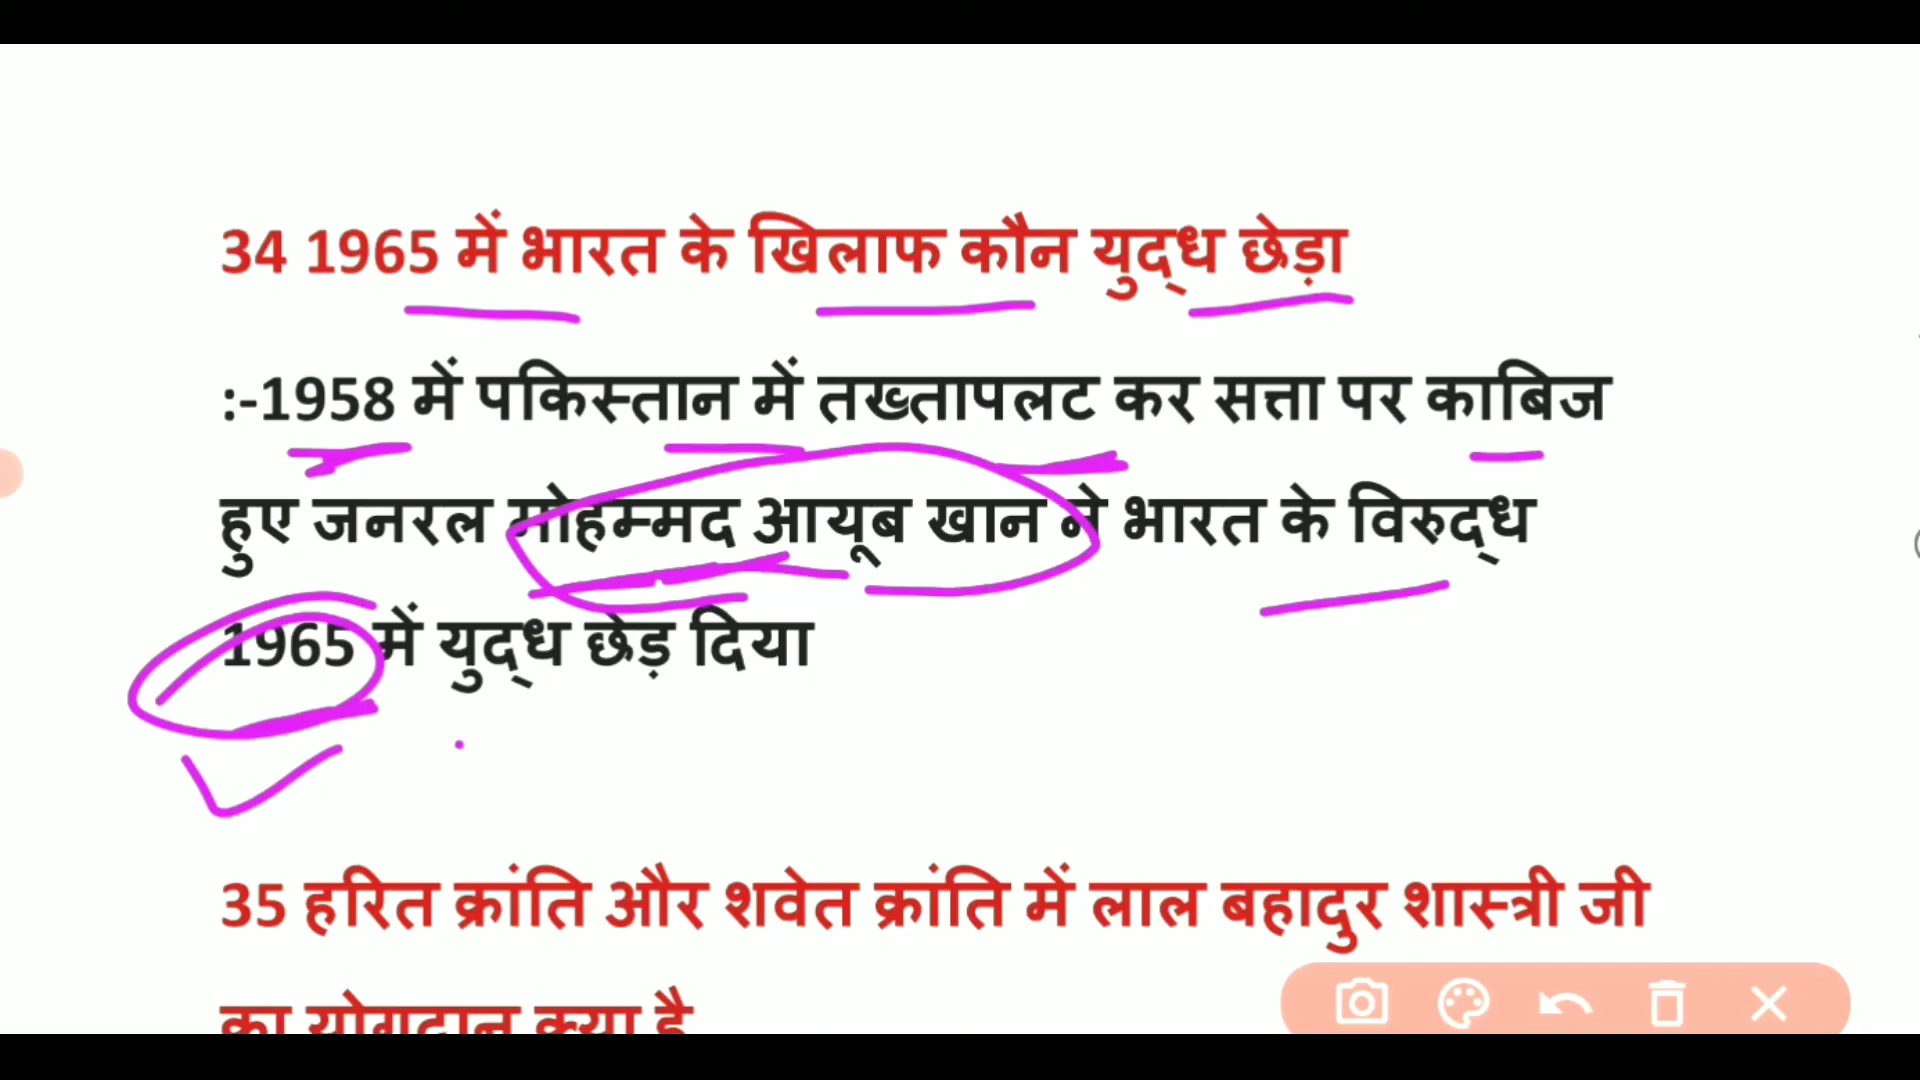 34 1965 में भारत के खिलाफ कौन युद्ध छेड़ा
:-1958 में पकिस्तान में तख्तापलट कर सत्ता पर काबिज
हुए जनरल मोहम्मद आयूब खान ने भारत के विरुद्ध
1965 में युद्ध छेड़ दिया
35 हरित क्रांति और शवेत क्रांति में लाल बहादुर शास्त्री जी
का योगदान क्या है